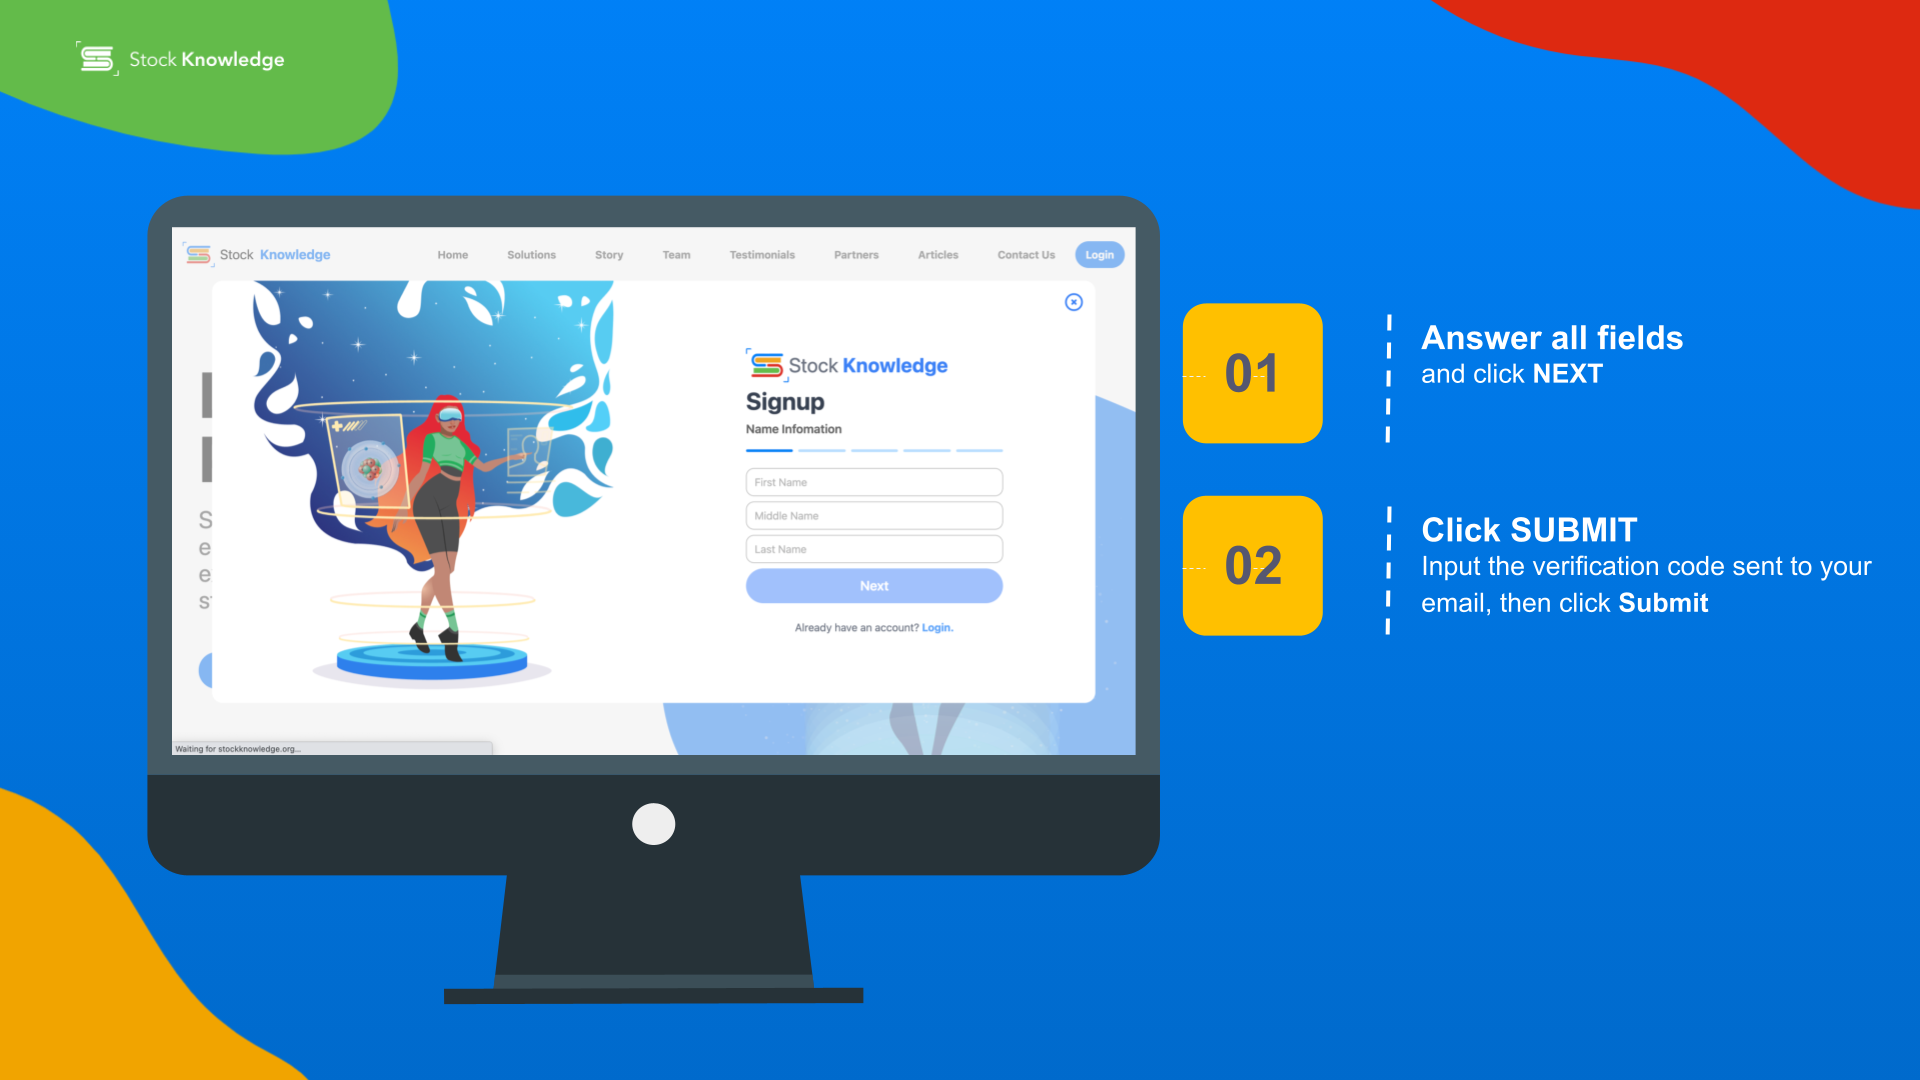 Stock Knowledge
Stock Knowledge
Home
Solutions
Story
Team
Testimonials
Partners
Articles
Contact Us
Login
Stock Knowledge
Signup
Name Infomation
First Name
Middle Name
Last Name
Next
Already have an account? Login.
S
e
e
Waiting for stockknowledge.org...
01
Answer all fields
and click NEXT
02
Click SUBMIT
Input the verification code sent to your
email, then click Submit